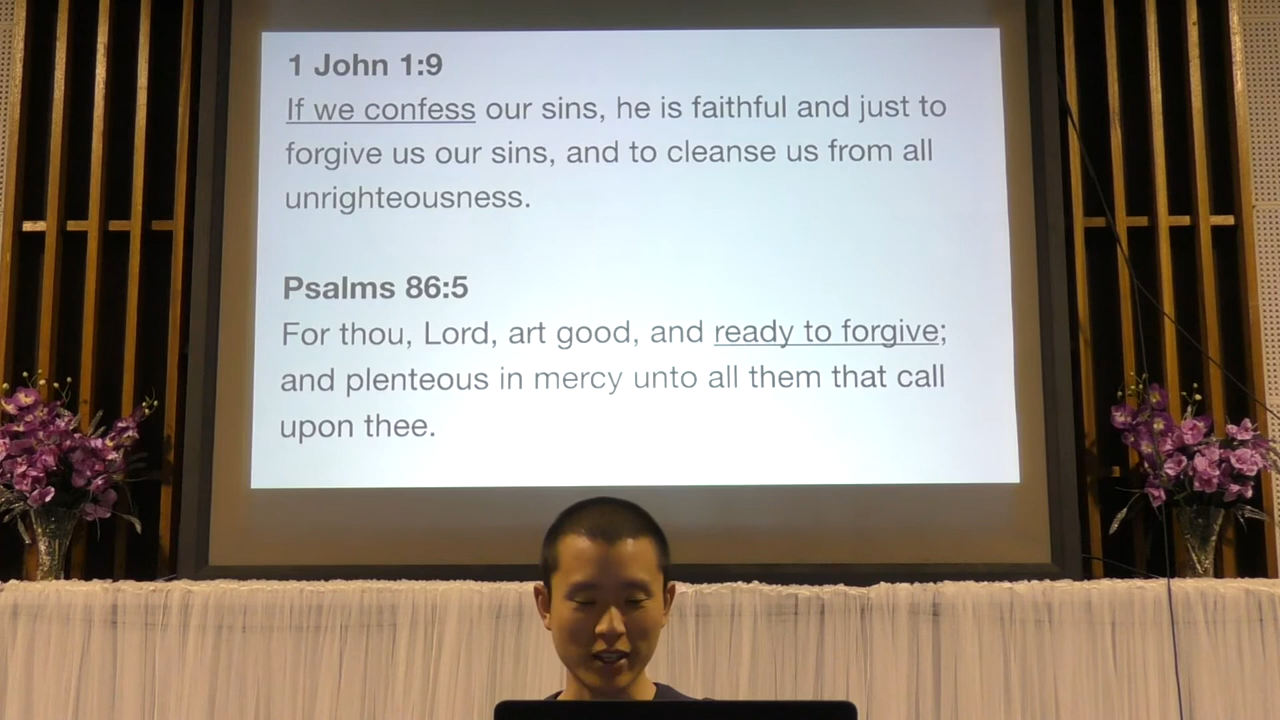 1 John 1:9
If we confess our sins, he is faithful and just to
forgive us our sins, and to cleanse us from all
unrighteousness.
Psalms 86:5
For thou, Lord, art good, and ready to forgive;
and plenteous in mercy unto all them that call
upon thee.